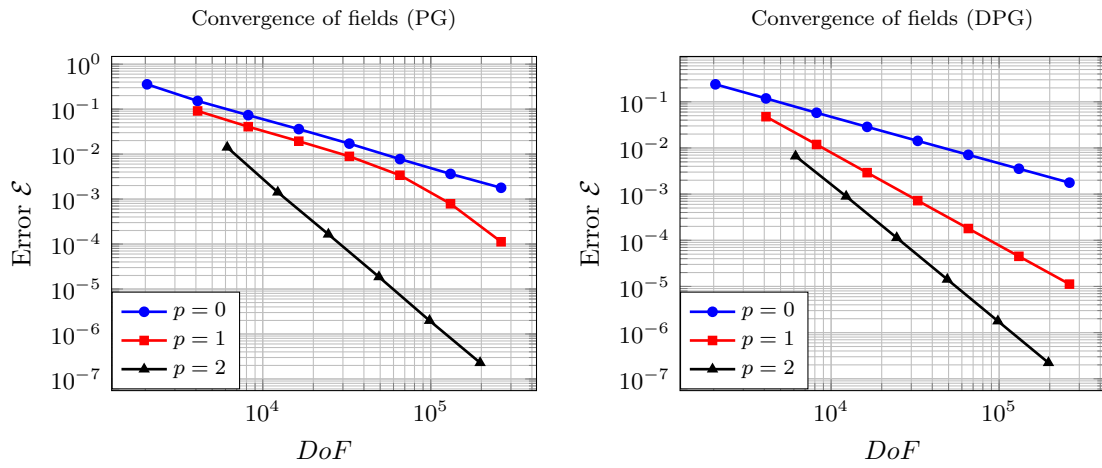 Convergence of fields (PG)
10^0
10^{-1}
10^{-2}
10^{-3}
10^{-4}
10^{-5}
10^{-6}
10^{-7}
Error ℰ
p = 0
p = 1
p = 2
10^4
10^5
DoF
Convergence of fields (DPG)
10^{-1}
10^{-2}
10^{-3}
10^{-4}
10^{-5}
10^{-6}
10^{-7}
Error ℰ
p = 0
p = 1
p = 2
10^4
10^5
DoF